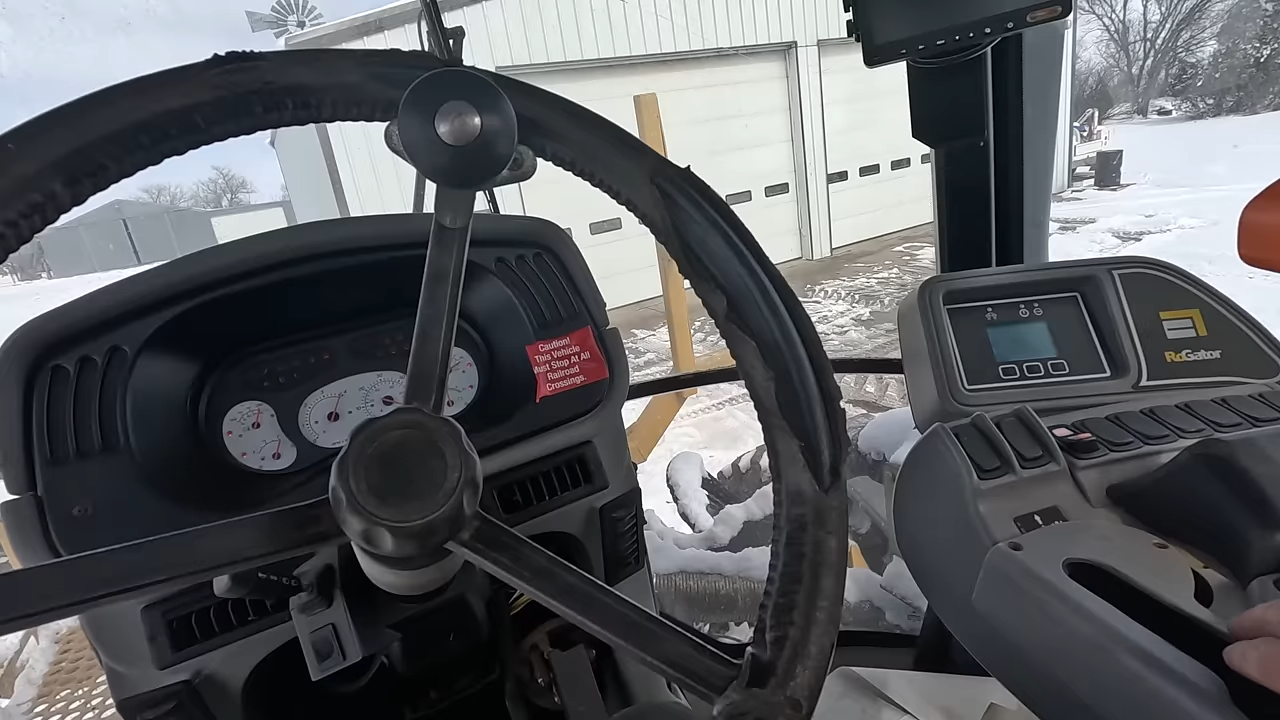 Caution!
This Vehicle
Must Stop At All
Railroad
Crossings.
RoGator